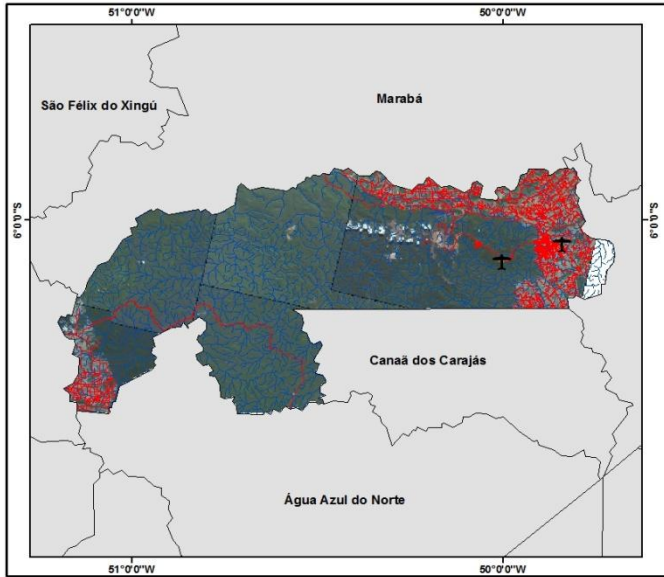 51°0'0"W
50°0'0"W
Marabá
São Félix do Xingú
6°0'0"S
6°0'0"S
Canaã dos Carajás
Água Azul do Norte
51°0'0"W
50°0'0"W